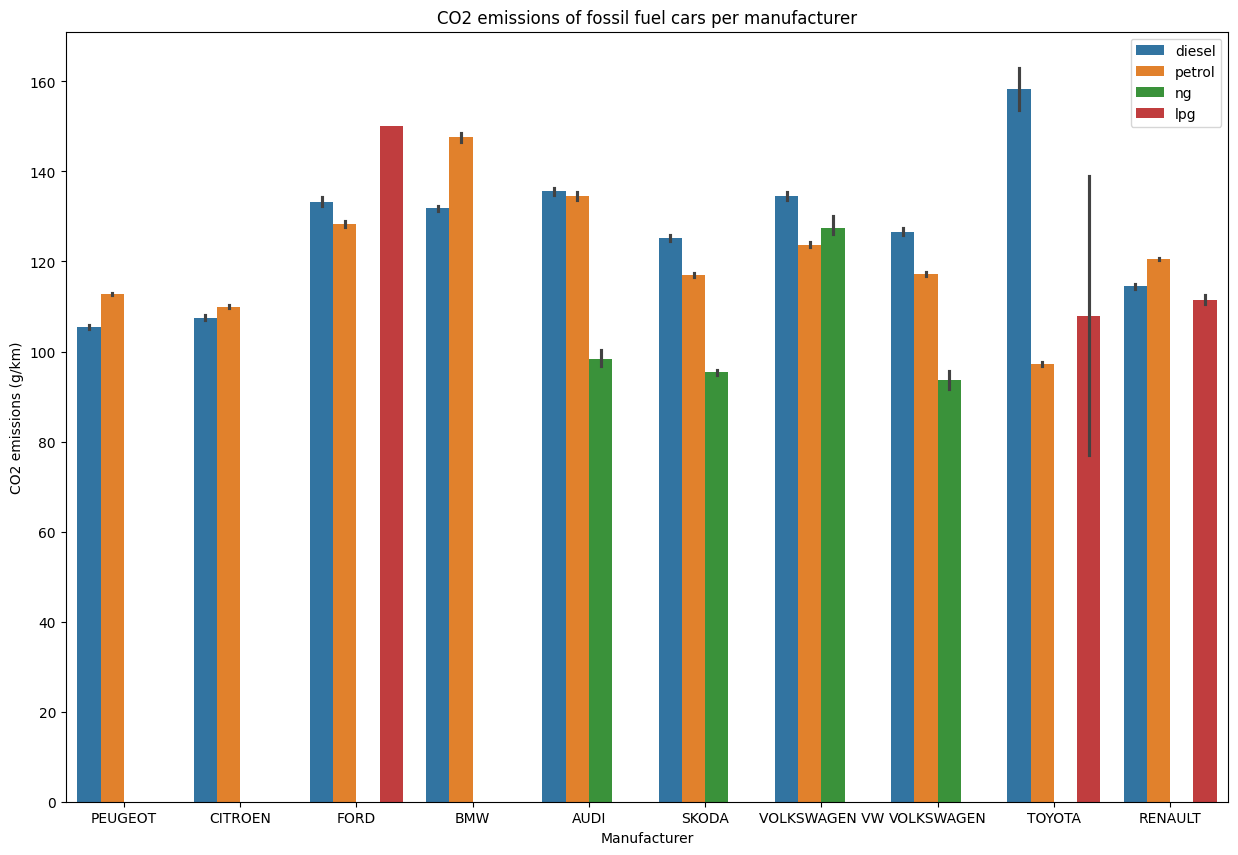 CO2 emissions of fossil fuel cars per manufacturer
diesel
petrol
ng
lpg
CO2 emissions (g/km)
160
140
120
100
80
60
40
20
0
PEUGEOT CITROEN FORD BMW AUDI SKODA VOLKSWAGEN VW VOLKSWAGEN TOYOTA RENAULT
Manufacturer